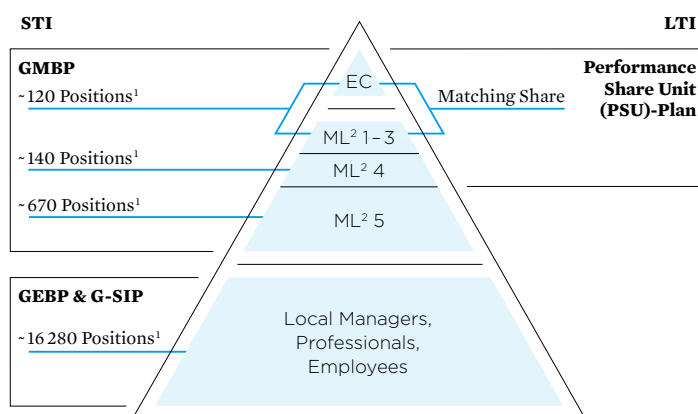 STI
LTI
GMBP
~120 Positions¹
~140 Positions¹
~670 Positions¹
EC
Matching Share
Performance
Share Unit
(PSU)-Plan
ML² 1–3
ML² 4
ML² 5
GEBP & G-SIP
~16 280 Positions¹
Local Managers,
Professionals,
Employees